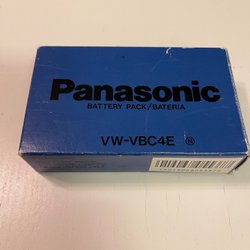 Panasonic
BATTERY PACK/BATERIA
VW-VBC4E Ⓝ